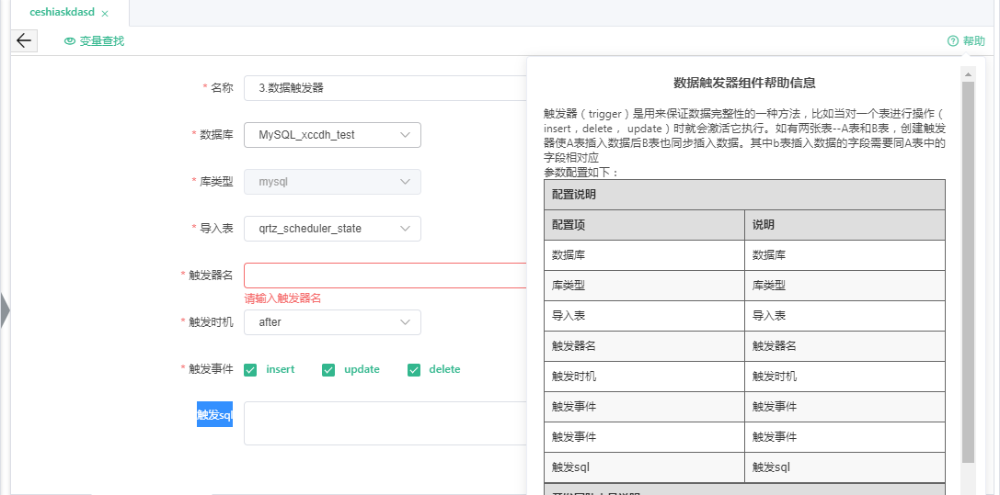 ceshiaskdasd ×
变量查找
帮助
* 名称 3.数据触发器
* 数据库 MySQL_xccdh_test
* 库类型 mysql
* 导入表 qrtz_scheduler_state
* 触发器名
请输入触发器名
* 触发时机 after
* 触发事件 insert update delete
触发sql
数据触发器组件帮助信息
触发器（trigger）是用来保证数据完整性的一种方法，比如当对一个表进行操作（
insert，delete， update）时就会激活它执行。如有两张表--A表和B表，创建触发
器使A表插入数据后B表也同步插入数据。其中b表插入数据的字段需要同A表中的
字段相对应
参数配置如下：
配置说明
配置项 说明
数据库 数据库
库类型 库类型
导入表 导入表
触发器名 触发器名
触发时机 触发时机
触发事件 触发事件
触发事件 触发事件
触发sql 触发sql